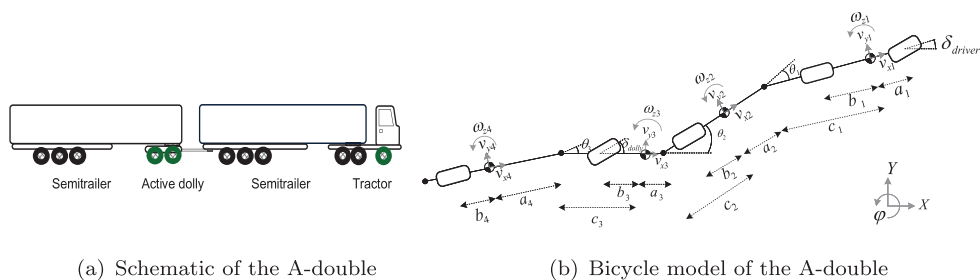 Semitrailer Active dolly Semitrailer Tractor
(a) Schematic of the A-double
ω_z1
v_y1
v_x1
δ_driver
a_1
b_1
c_1
θ_1
ω_z2
v_x2
v_x2
θ_2
a_2
b_2
c_2
ω_z3
v_y3
v_x3
δ_dolly
b_3 a_3
c_3
θ_3
ω_z4
v_y4
v_x4
b_4 a_4
Y
X
φ
(b) Bicycle model of the A-double